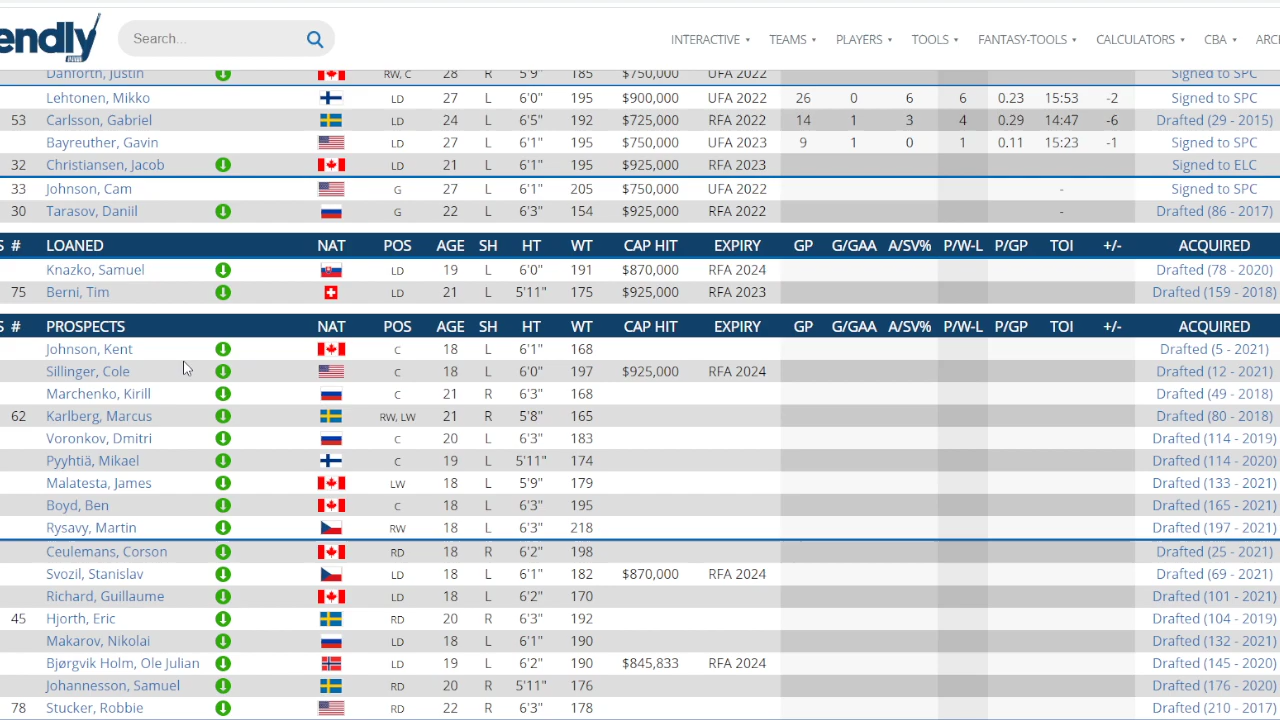 endly
Search...
INTERACTIVE ▾ TEAMS ▾ PLAYERS ▾ TOOLS ▾ FANTASY-TOOLS ▾ CALCULATORS ▾ CBA ▾ ARC
Danforth, Justin RW, C 28 R 5'9" 185 $750,000 UFA 2022 Signed to SPC
Lehtonen, Mikko LD 27 L 6'0" 195 $900,000 UFA 2022 26 0 6 6 0.23 15:53 -2 Signed to SPC
53 Carlsson, Gabriel LD 24 L 6'5" 192 $725,000 RFA 2022 14 1 3 4 0.29 14:47 -6 Drafted (29 - 2015)
Bayreuther, Gavin LD 27 L 6'1" 195 $750,000 UFA 2023 9 1 0 1 0.11 15:23 -1 Signed to SPC
32 Christiansen, Jacob LD 21 L 6'1" 195 $925,000 RFA 2023 Signed to ELC
33 Johnson, Cam G 27 L 6'1" 205 $750,000 UFA 2022 - Signed to SPC
30 Tarasov, Daniil G 22 L 6'3" 154 $925,000 RFA 2022 - Drafted (86 - 2017)
S # LOANED NAT POS AGE SH HT WT CAP HIT EXPIRY GP G/GAA A/SV% P/W-L P/GP TOI +/- ACQUIRED
Knazko, Samuel LD 19 L 6'0" 191 $870,000 RFA 2024 Drafted (78 - 2020)
75 Berni, Tim LD 21 L 5'11" 175 $925,000 RFA 2023 Drafted (159 - 2018)
S # PROSPECTS NAT POS AGE SH HT WT CAP HIT EXPIRY GP G/GAA A/SV% P/W-L P/GP TOI +/- ACQUIRED
Johnson, Kent C 18 L 6'1" 168 Drafted (5 - 2021)
Sillinger, Cole C 18 L 6'0" 197 $925,000 RFA 2024 Drafted (12 - 2021)
Marchenko, Kirill C 21 R 6'3" 168 Drafted (49 - 2018)
62 Karlberg, Marcus RW, LW 21 R 5'8" 165 Drafted (80 - 2018)
Voronkov, Dmitri C 20 L 6'3" 183 Drafted (114 - 2019)
Pyyhtiä, Mikael C 19 L 5'11" 174 Drafted (114 - 2020)
Malatesta, James LW 18 L 5'9" 179 Drafted (133 - 2021)
Boyd, Ben C 18 L 6'3" 195 Drafted (165 - 2021)
Rysavy, Martin RW 18 L 6'3" 218 Drafted (197 - 2021)
Ceulemans, Corson RD 18 R 6'2" 198 Drafted (25 - 2021)
Svozil, Stanislav LD 18 L 6'1" 182 $870,000 RFA 2024 Drafted (69 - 2021)
Richard, Guillaume LD 18 L 6'2" 170 Drafted (101 - 2021)
45 Hjorth, Eric RD 20 R 6'3" 192 Drafted (104 - 2019)
Makarov, Nikolai LD 18 L 6'1" 190 Drafted (132 - 2021)
Bjørgvik Holm, Ole Julian LD 19 L 6'2" 190 $845,833 RFA 2024 Drafted (145 - 2020)
Johannesson, Samuel RD 20 R 5'11" 176 Drafted (176 - 2020)
78 Stucker, Robbie RD 22 R 6'3" 178 Drafted (210 - 2017)